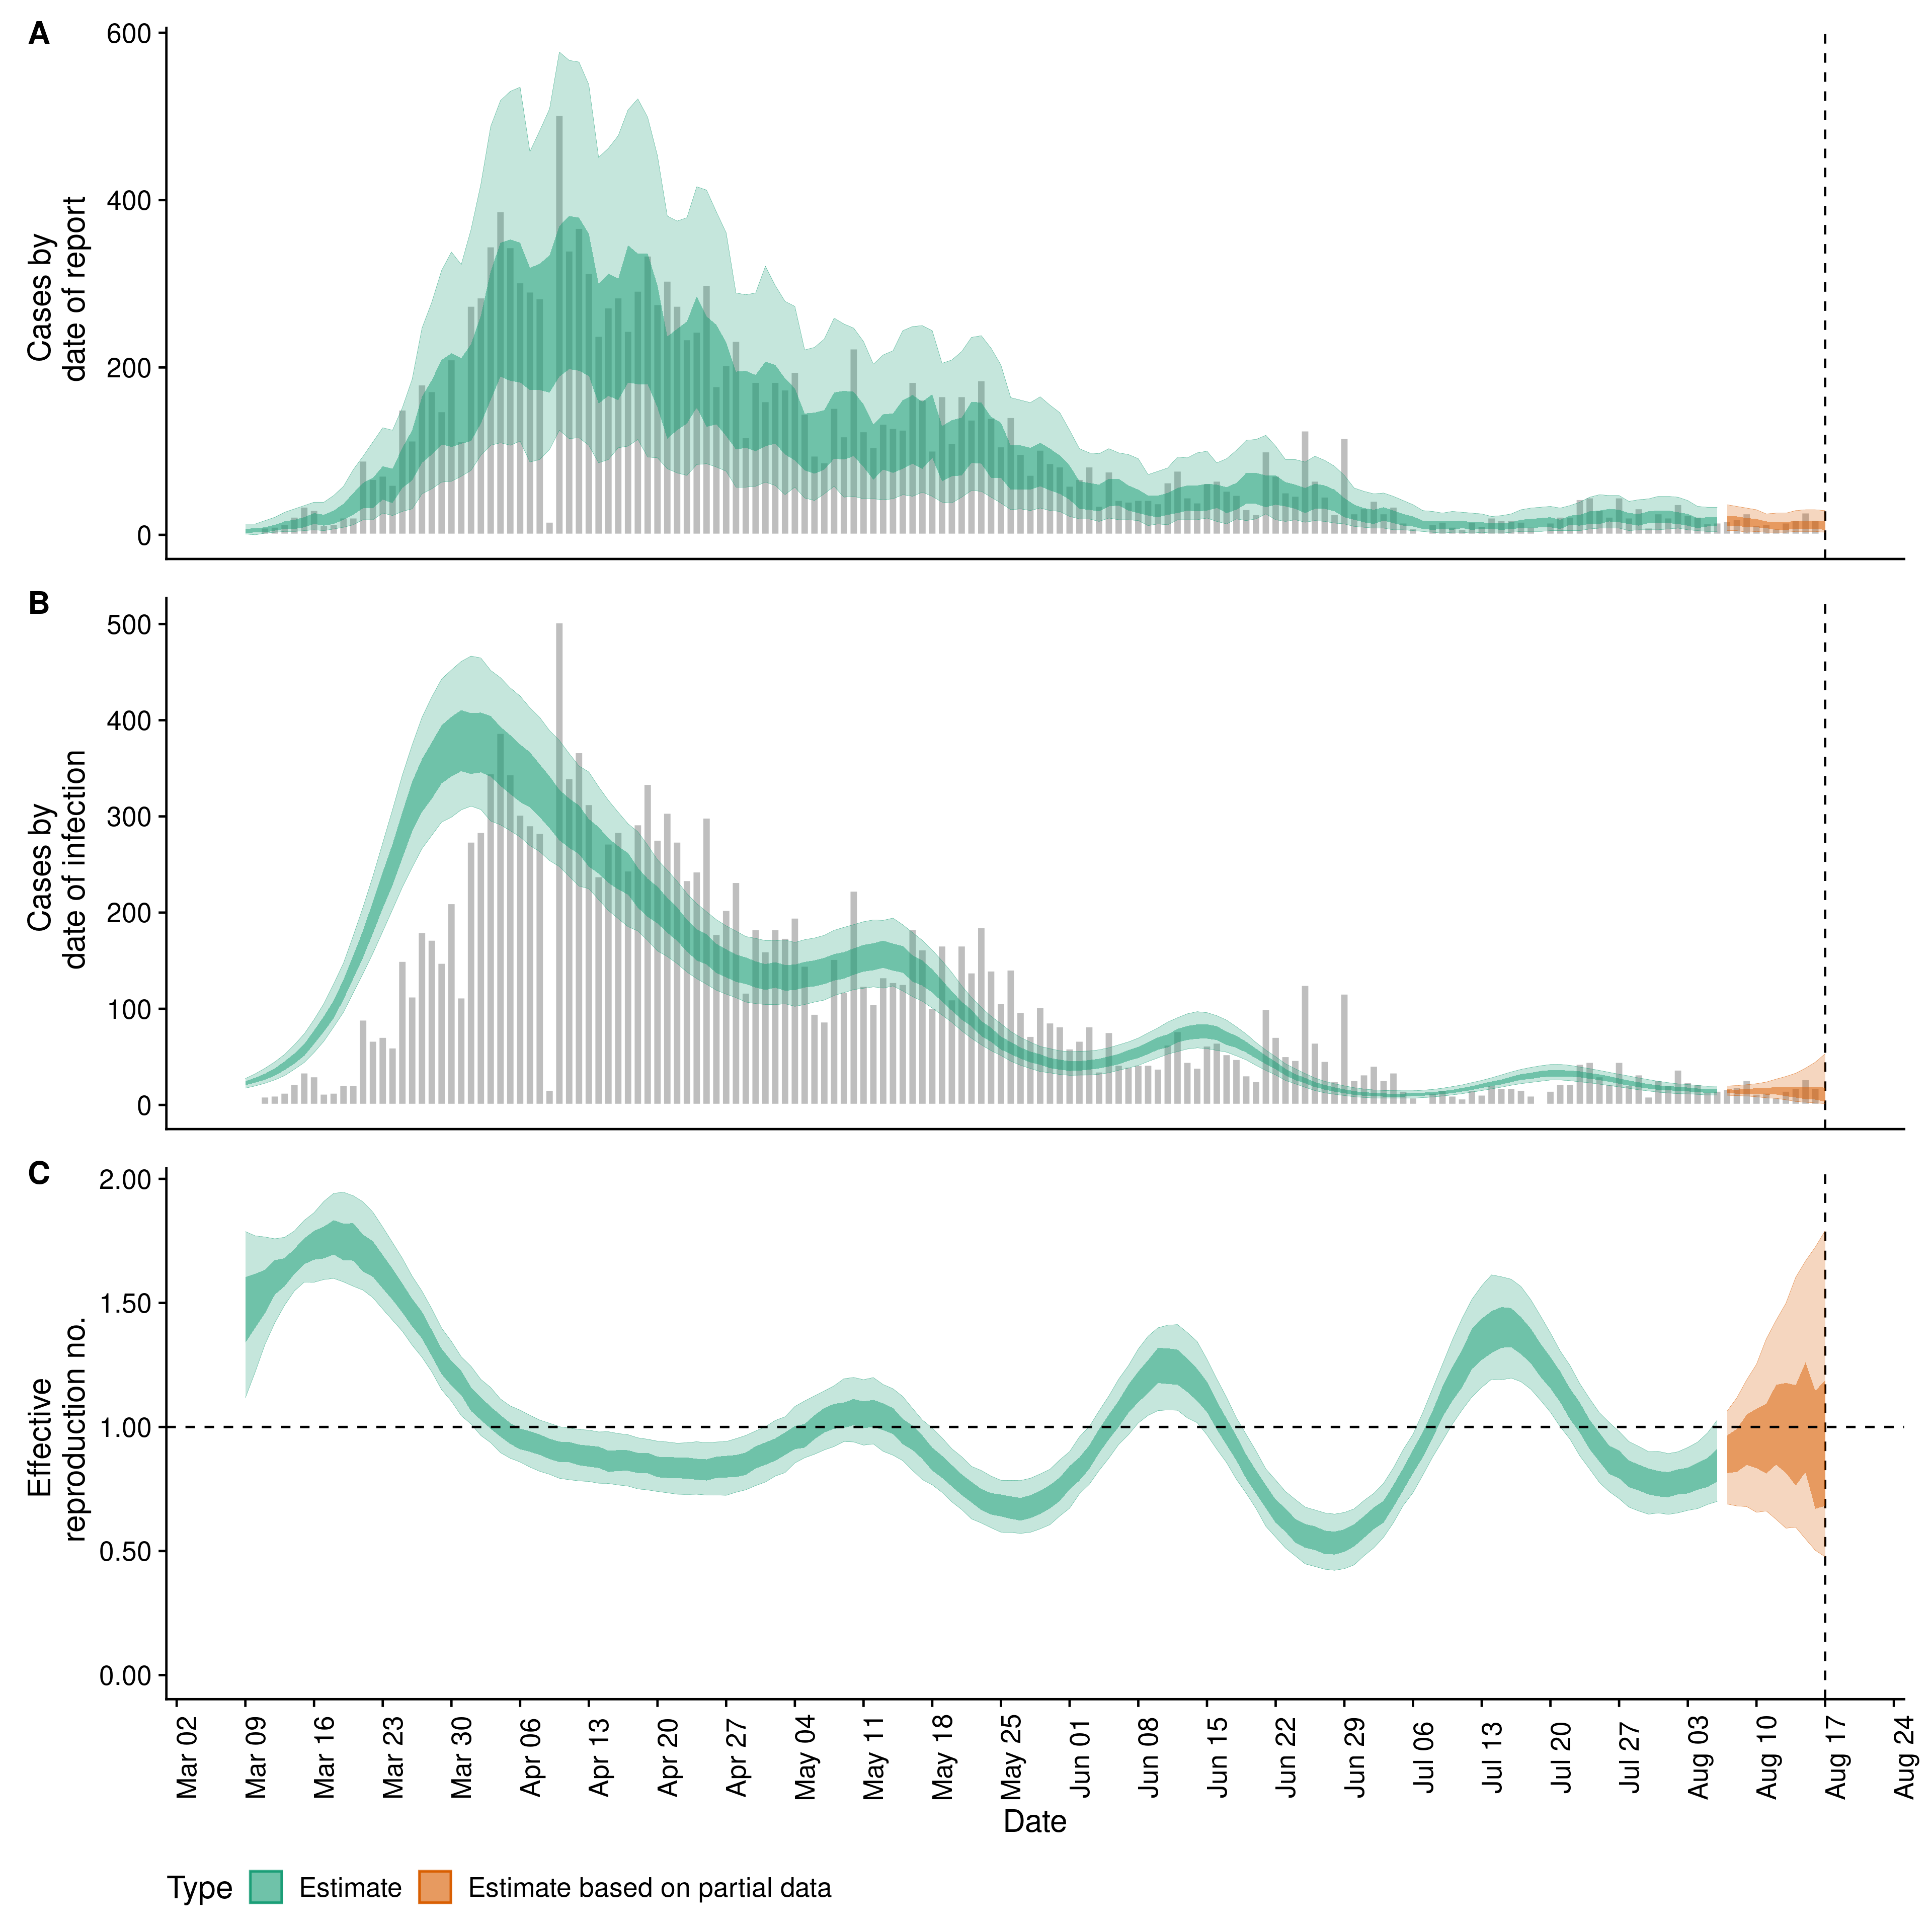 A
600
400
200
0
Cases by
date of report
B
500
400
300
200
100
0
Cases by
date of infection
C
2.00
1.50
1.00
0.50
0.00
Effective
reproduction no.
Mar 02
Mar 09
Mar 16
Mar 23
Mar 30
Apr 06
Apr 13
Apr 20
Apr 27
May 04
May 11
May 18
May 25
Jun 01
Jun 08
Jun 15
Jun 22
Jun 29
Jul 06
Jul 13
Jul 20
Jul 27
Aug 03
Aug 10
Aug 17
Aug 24
Date
Type Estimate Estimate based on partial data